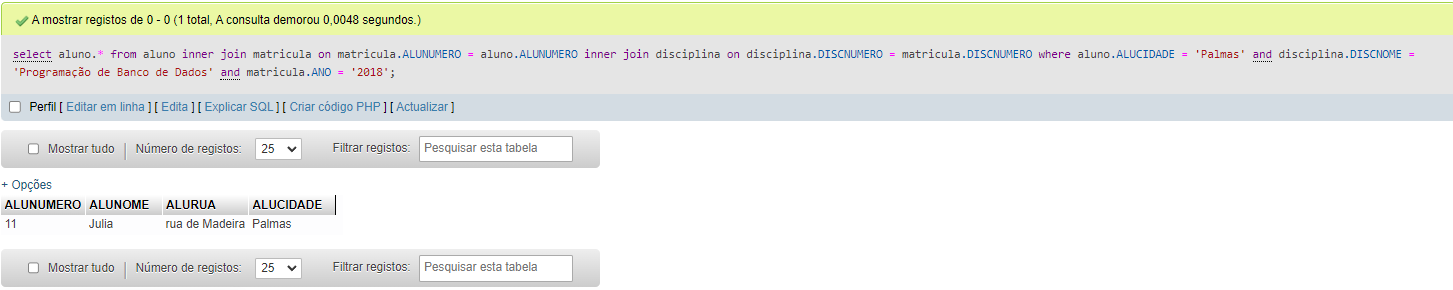 A mostrar registos de 0 - 0 (1 total, A consulta demorou 0,0048 segundos.)
select aluno.* from aluno inner join matricula on matricula.ALUNUMERO = aluno.ALUNUMERO inner join disciplina on disciplina.DISCNUMERO = matricula.DISCNUMERO where aluno.ALUCIDADE = 'Palmas' and disciplina.DISCNOME =
'Programação de Banco de Dados' and matricula.ANO = '2018';
Perfil [ Editar em linha ] [ Edita ] [ Explicar SQL ] [ Criar código PHP ] [ Actualizar ]
Mostrar tudo | Número de registos: 25 Filtrar registos: Pesquisar esta tabela
+ Opções
ALUNUMERO ALUNOME ALURUA ALUCIDADE
11 Julia rua de Madeira Palmas
Mostrar tudo | Número de registos: 25 Filtrar registos: Pesquisar esta tabela